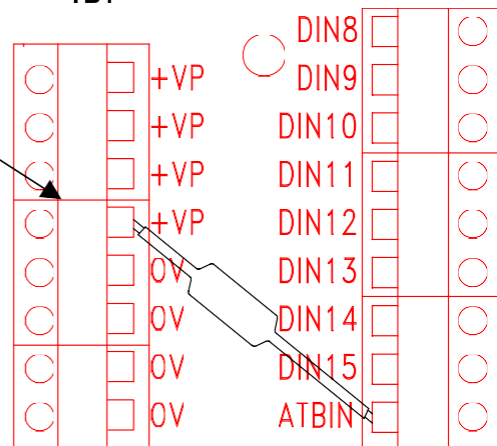 DIN8
+VP DIN9
+VP DIN10
+VP DIN11
+VP DIN12
0V DIN13
0V DIN14
0V DIN15
0V ATBIN